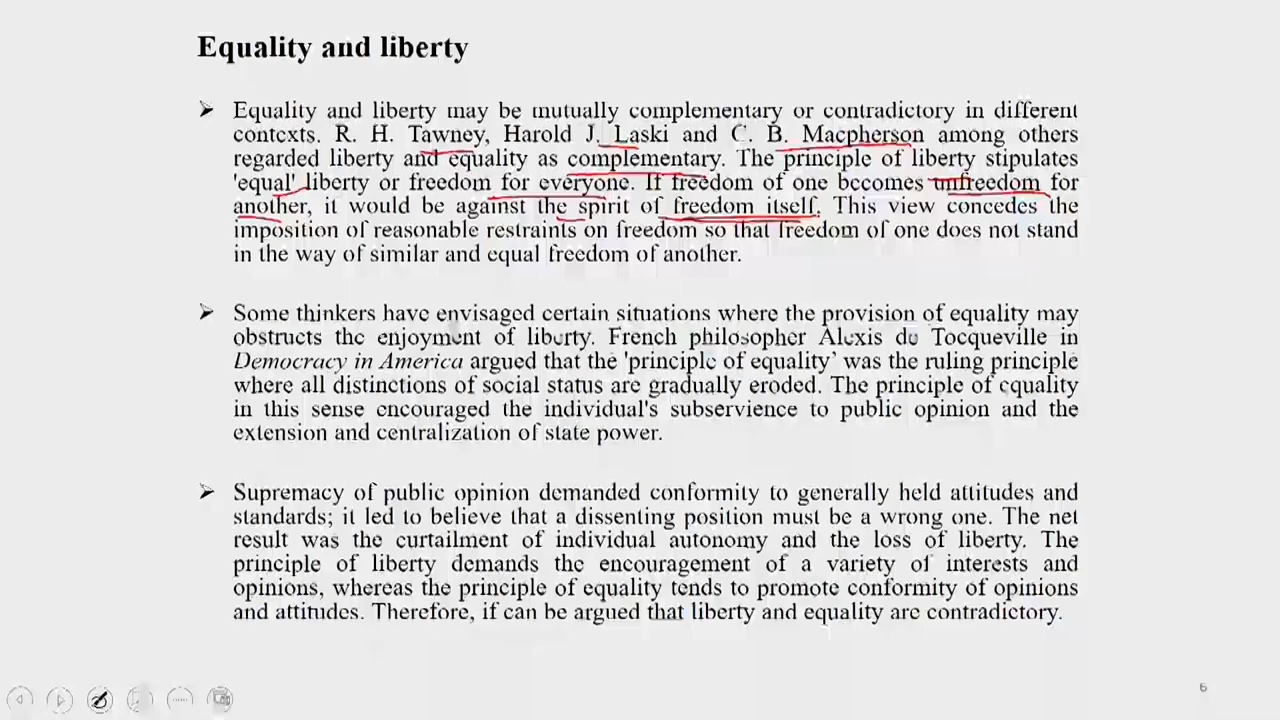 Equality and liberty
➢ Equality and liberty may be mutually complementary or contradictory in different
contexts. R. H. Tawney, Harold J. Laski and C. B. Macpherson among others
regarded liberty and equality as complementary. The principle of liberty stipulates
'equal' liberty or freedom for everyone. If freedom of one becomes unfreedom for
another, it would be against the spirit of freedom itself. This view concedes the
imposition of reasonable restraints on freedom so that freedom of one does not stand
in the way of similar and equal freedom of another.
➢ Some thinkers have envisaged certain situations where the provision of equality may
obstructs the enjoyment of liberty. French philosopher Alexis de Tocqueville in
Democracy in America argued that the 'principle of equality’ was the ruling principle
where all distinctions of social status are gradually eroded. The principle of equality
in this sense encouraged the individual's subservience to public opinion and the
extension and centralization of state power.
➢ Supremacy of public opinion demanded conformity to generally held attitudes and
standards; it led to believe that a dissenting position must be a wrong one. The net
result was the curtailment of individual autonomy and the loss of liberty. The
principle of liberty demands the encouragement of a variety of interests and
opinions, whereas the principle of equality tends to promote conformity of opinions
and attitudes. Therefore, if can be argued that liberty and equality are contradictory.
6